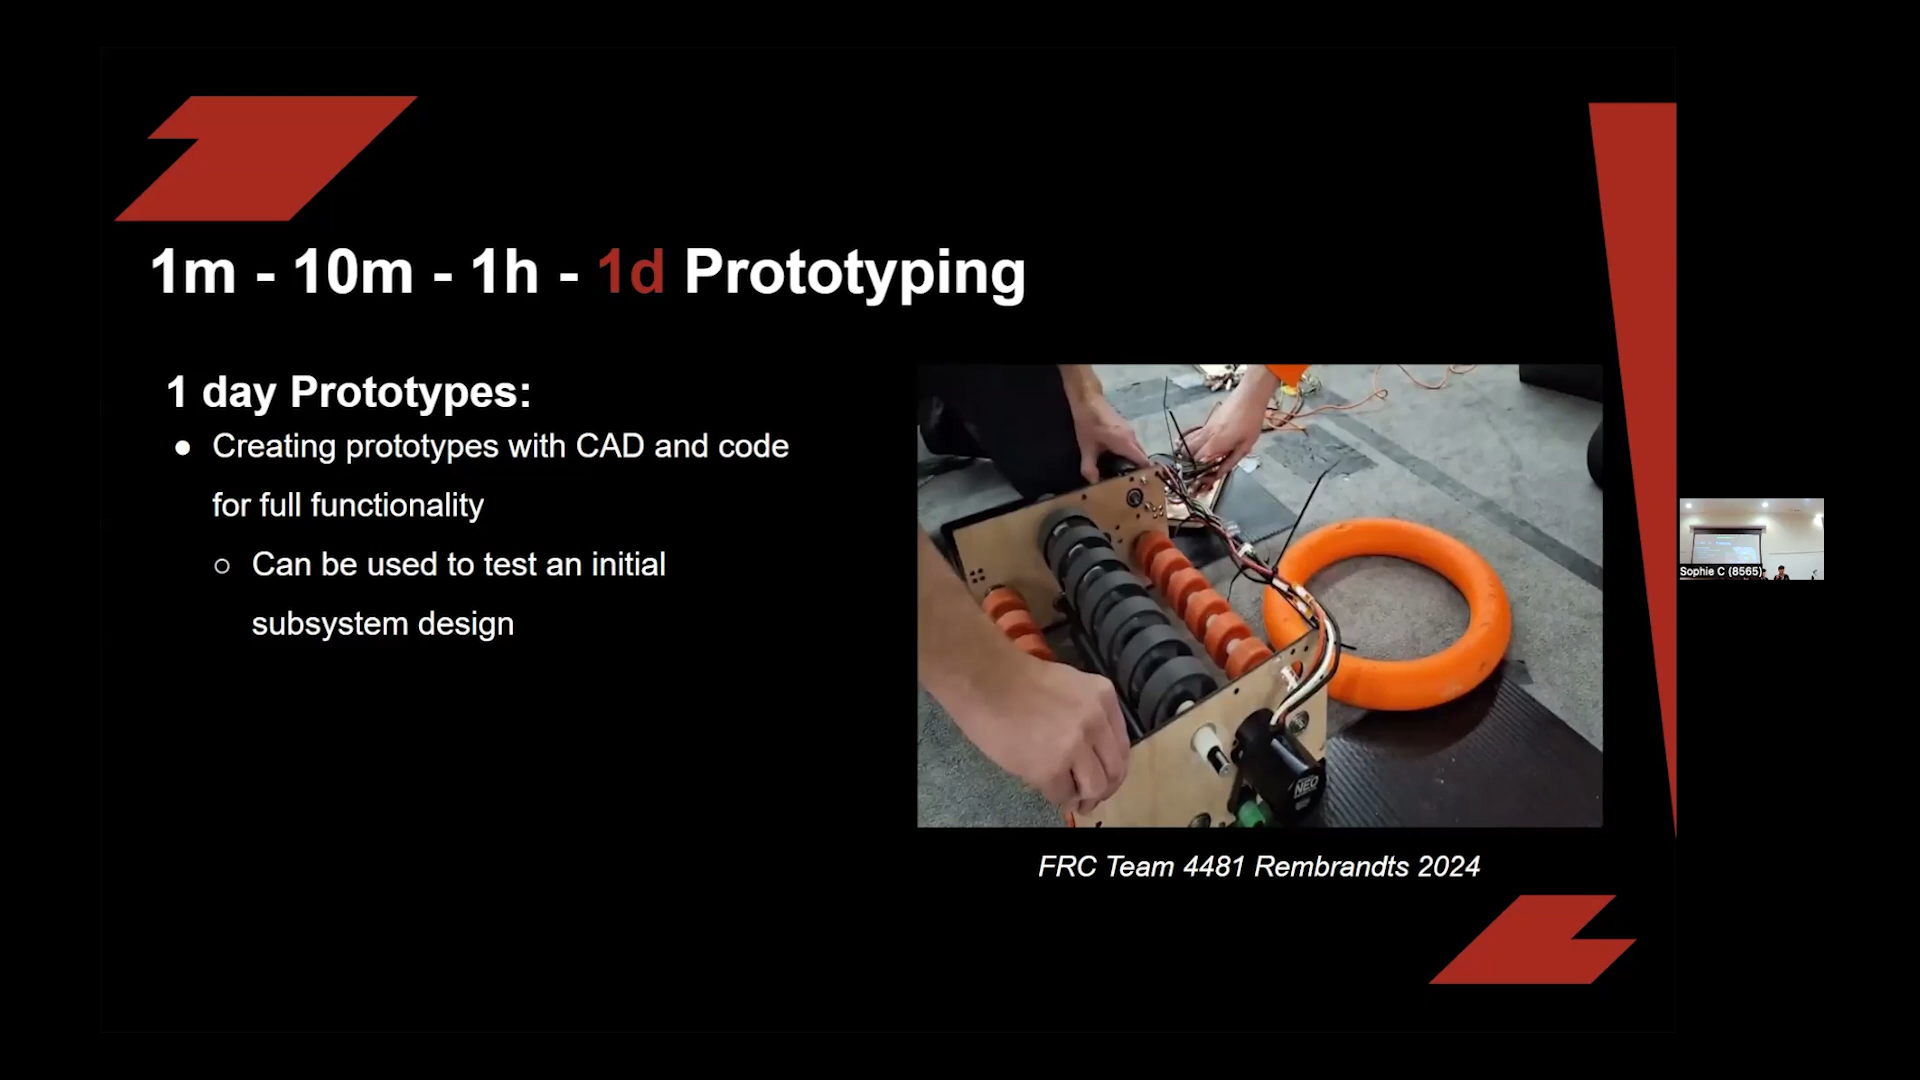 1m - 10m - 1h - 1d Prototyping
1 day Prototypes:
● Creating prototypes with CAD and code
for full functionality
○ Can be used to test an initial
subsystem design
NEO
FRC Team 4481 Rembrandts 2024
Sophie C (8565)